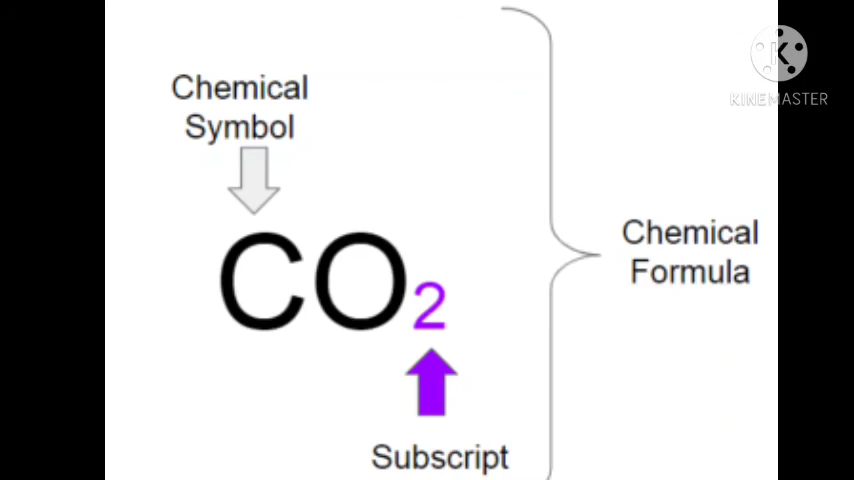 Chemical
Symbol
CO₂
Subscript
Chemical
Formula
K
KINEMASTER